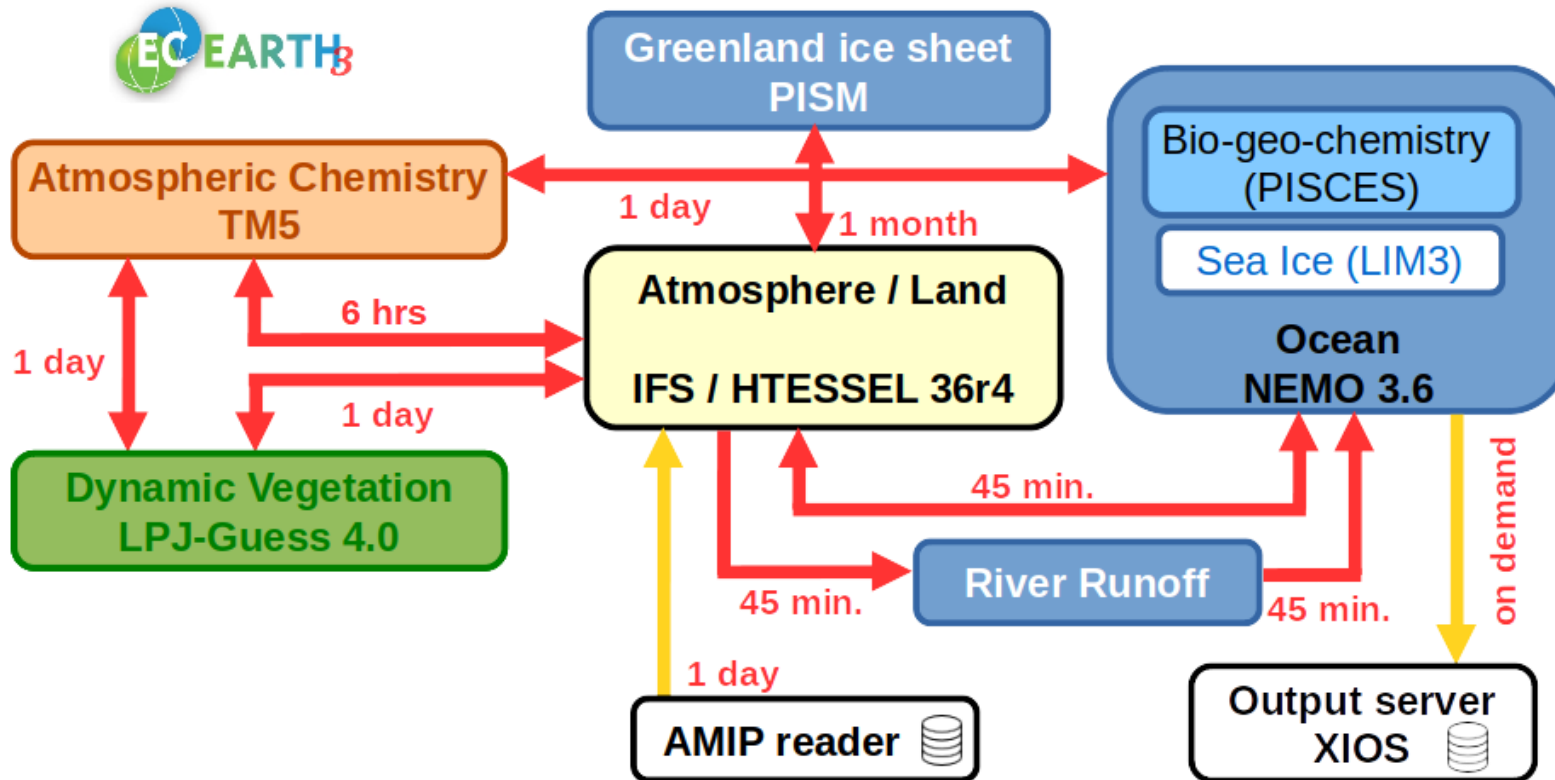 EC EARTH3
Greenland ice sheet
PISM
Bio-geo-chemistry
(PISCES)
Sea Ice (LIM3)
Ocean
NEMO 3.6
Atmospheric Chemistry
TM5
1 day
1 month
Atmosphere / Land
IFS / HTESSEL 36r4
6 hrs
1 day
1 day
Dynamic Vegetation
LPJ-Guess 4.0
45 min.
on demand
River Runoff
45 min.
45 min.
1 day
AMIP reader
Output server
XIOS